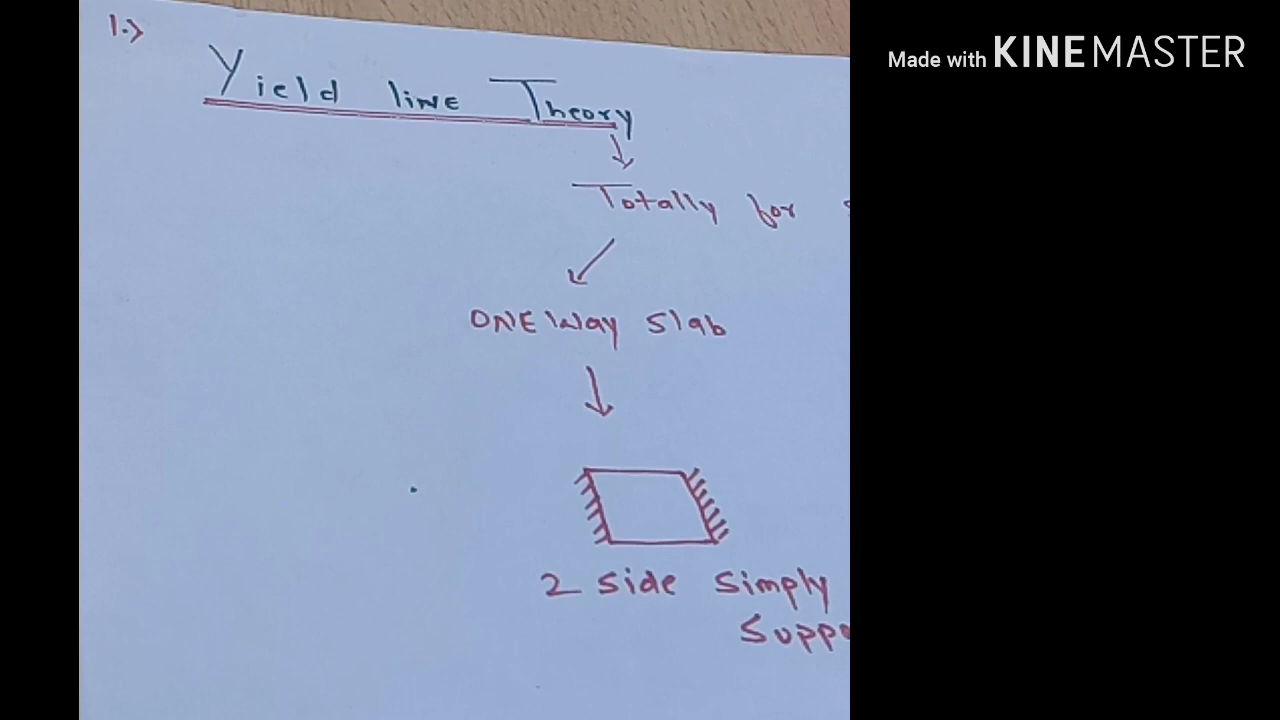 1.)
Made with KINEMASTER
Yield line Theory
Totally for
ONE Way Slab
2 Side Simply